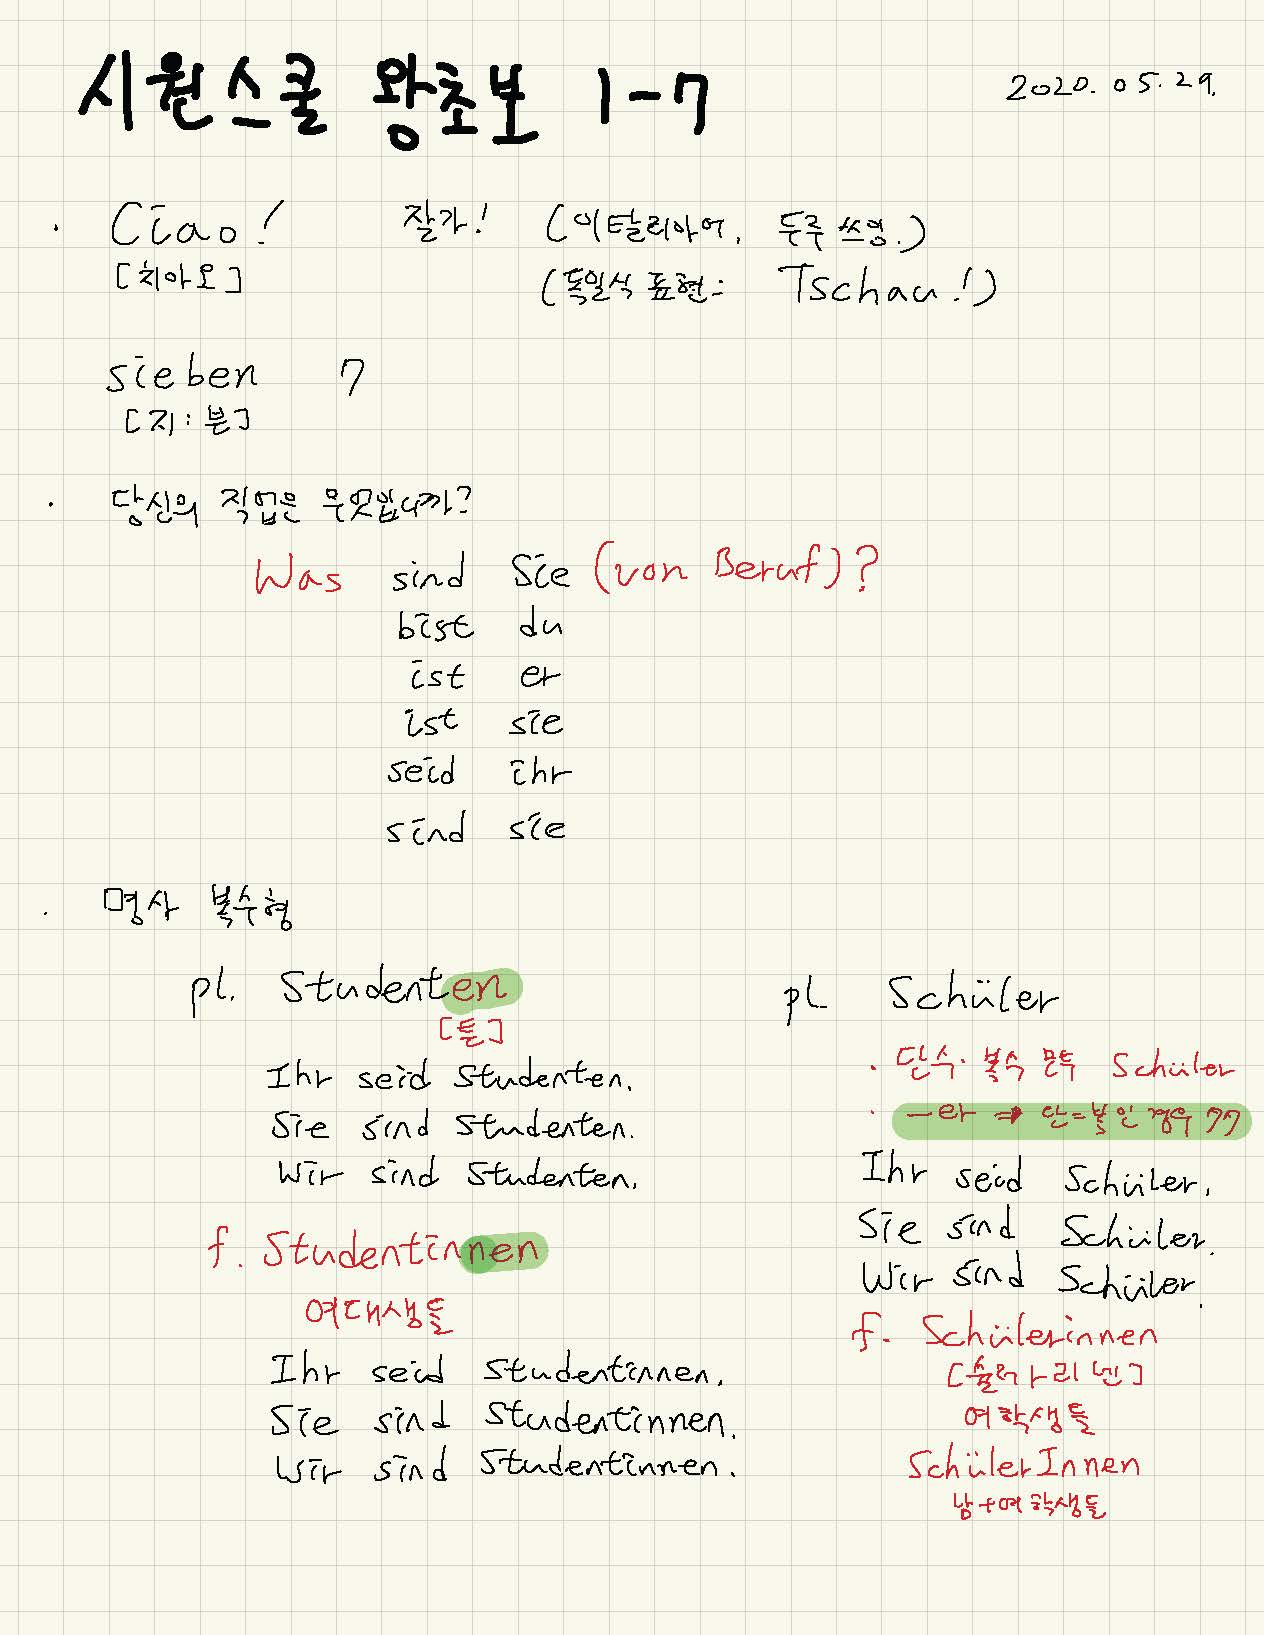 시원스쿨 왕초보 1-7
2020. 05. 29.
· Ciao! 잘가! (이탈리아어. 두루 쓰임.)
[치아오] (독일식 표현: Tschau!)
sieben 7
[지:븐]
· 당신의 직업은 무엇입니까?
Was sind Sie (von Beruf)?
bist du
ist er
ist sie
seid ihr
sind sie
· 명사 복수형
pl. Studenten
[튼]
Ihr seid Studenten.
Sie sind Studenten.
Wir sind Studenten.
f. Studentinnen
여대생들
Ihr seid Studentinnen.
Sie sind Studentinnen.
Wir sind Studentinnen.
pl. Schüler
· 단수·복수 모두 Schüler
· -er ⇒ 단=복인 경우 77
Ihr seid Schüler.
Sie sind Schüler.
Wir sind Schüler.
f. Schülerinnen
[슐러리넨]
여학생들
SchülerInnen
남+여학생들